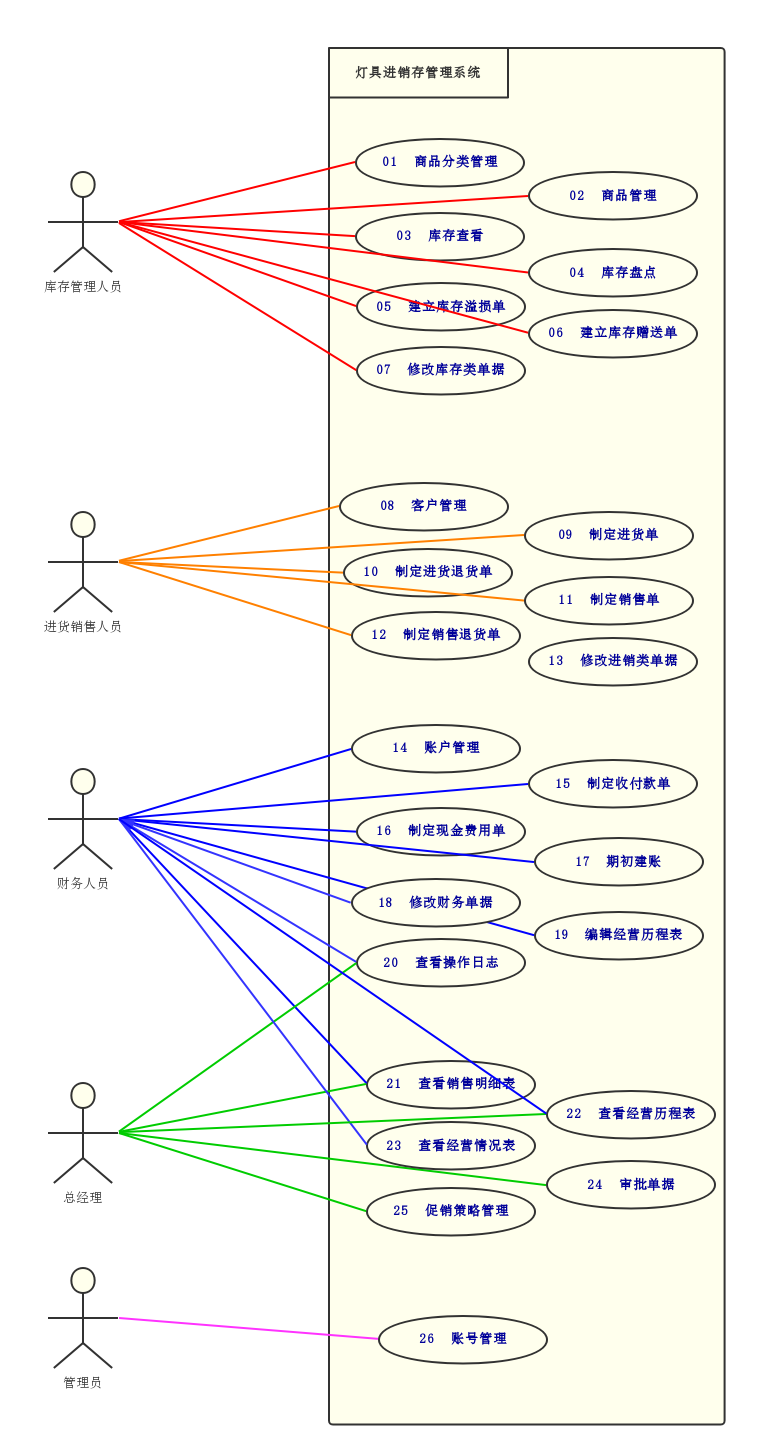 灯具进销存管理系统
01 商品分类管理
02 商品管理
03 库存查看
04 库存盘点
库存管理人员
05 建立库存溢损单
06 建立库存赠送单
07 修改库存类单据
08 客户管理
09 制定进货单
10 制定进货退货单
11 制定销售单
进货销售人员
12 制定销售退货单
13 修改进销类单据
14 账户管理
15 制定收付款单
16 制定现金费用单
17 期初建账
财务人员
18 修改财务单据
19 编辑经营历程表
20 查看操作日志
21 查看销售明细表
22 查看经营历程表
23 查看经营情况表
24 审批单据
总经理
25 促销策略管理
26 账号管理
管理员